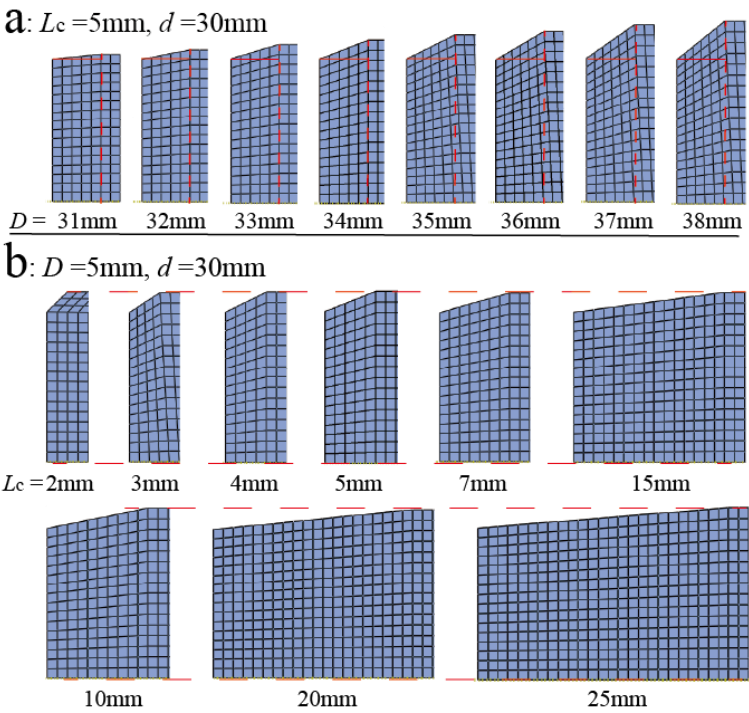 a: Lc =5mm, d =30mm
D = 31mm 32mm 33mm 34mm 35mm 36mm 37mm 38mm
b: D =5mm, d =30mm
Lc =2mm 3mm 4mm 5mm 7mm 15mm
10mm 20mm 25mm